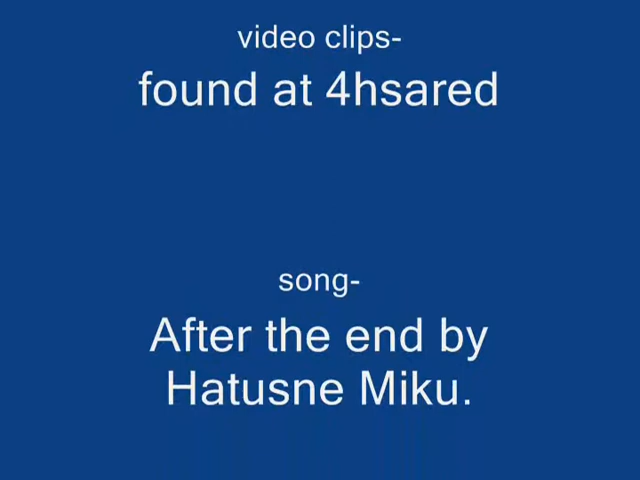 video clips-
found at 4hsared
song-
After the end by
Hatusne Miku.